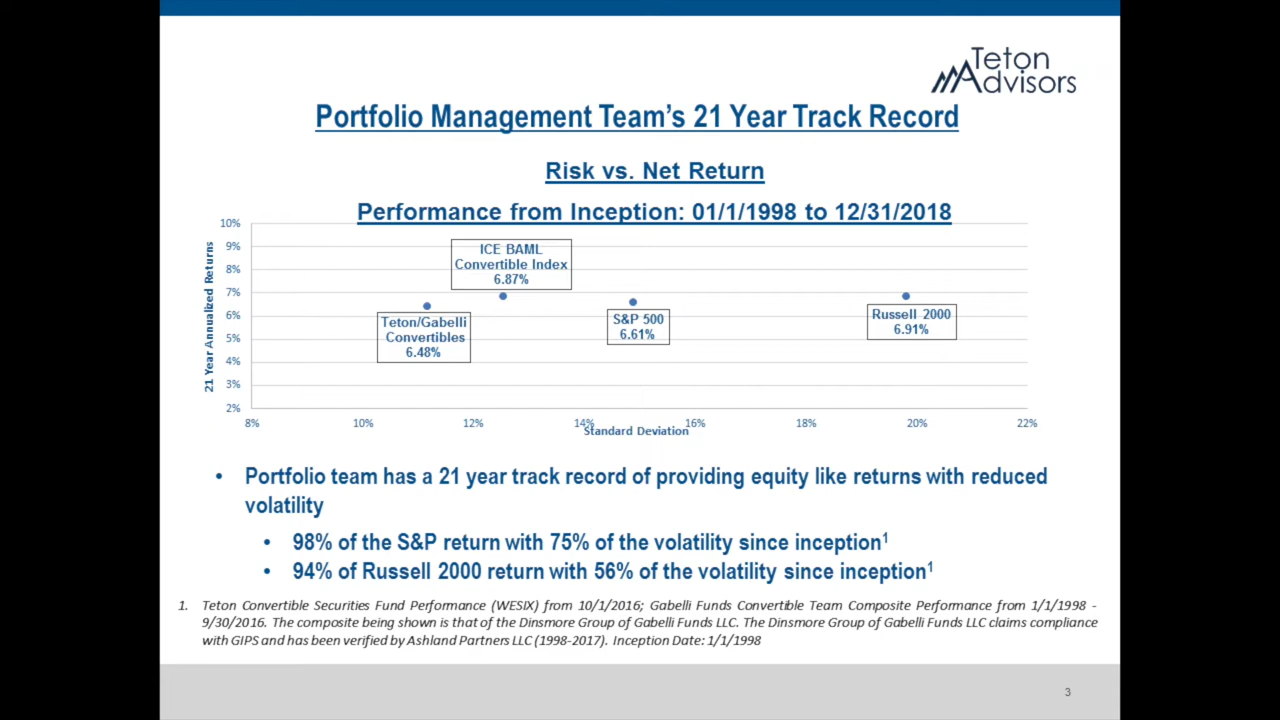 Teton
Advisors
Portfolio Management Team's 21 Year Track Record
Risk vs. Net Return
Performance from Inception: 01/1/1998 to 12/31/2018
21 Year Annualized Returns
10%
9%
8%
7%
6%
5%
4%
3%
2%
ICE BAML
Convertible Index
6.87%
Teton/Gabelli
Convertibles
6.48%
S&P 500
6.61%
Russell 2000
6.91%
8% 10% 12% 14% 16% 18% 20% 22%
Standard Deviation
• Portfolio team has a 21 year track record of providing equity like returns with reduced
volatility
• 98% of the S&P return with 75% of the volatility since inception¹
• 94% of Russell 2000 return with 56% of the volatility since inception¹
1. Teton Convertible Securities Fund Performance (WESIX) from 10/1/2016; Gabelli Funds Convertible Team Composite Performance from 1/1/1998 -
9/30/2016. The composite being shown is that of the Dinsmore Group of Gabelli Funds LLC. The Dinsmore Group of Gabelli Funds LLC claims compliance
with GIPS and has been verified by Ashland Partners LLC (1998-2017). Inception Date: 1/1/1998
3